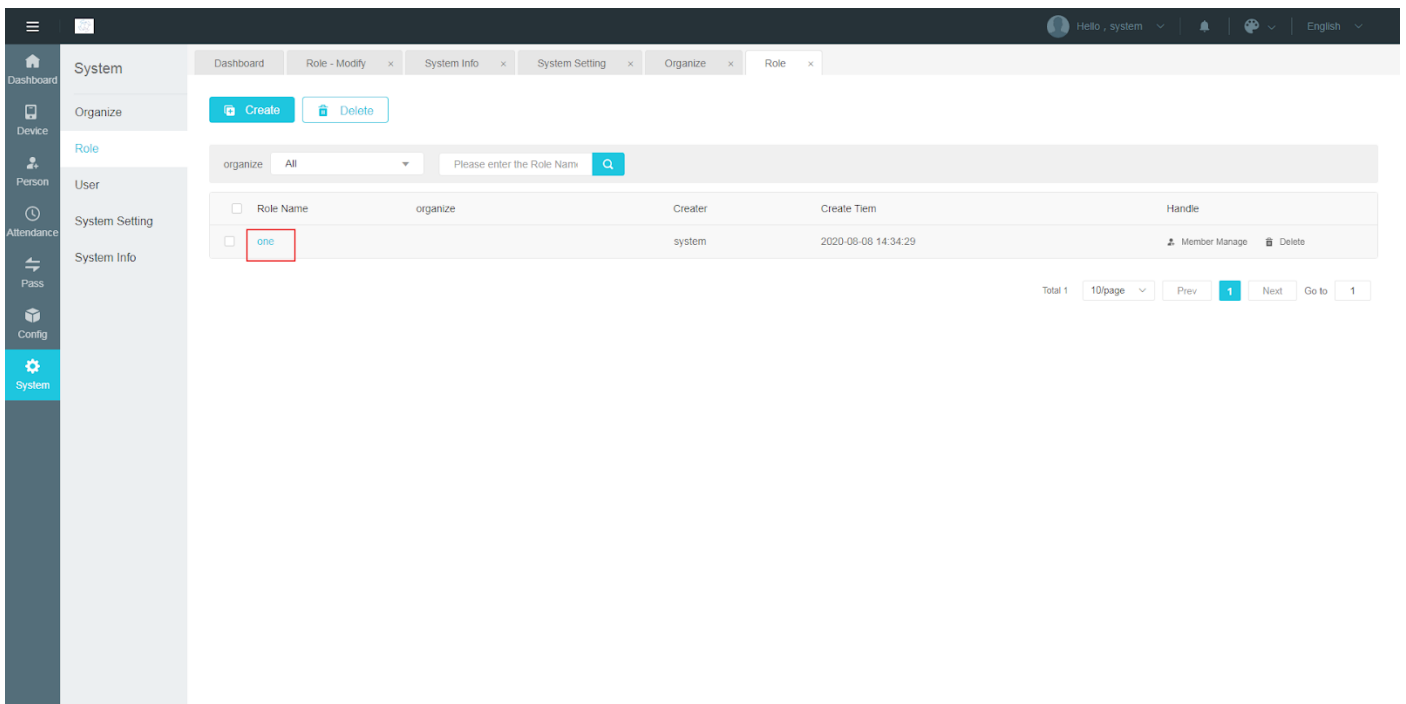 Hello , system
English
Dashboard
Device
Person
Attendance
Pass
Config
System
System
Organize
Role
User
System Setting
System Info
Dashboard Role - Modify × System Info × System Setting × Organize × Role ×
Create Delete
organize All Please enter the Role Nam
Role Name organize Creater Create Tiem Handle
one system 2020-08-08 14:34:29 Member Manage Delete
Total 1 10/page Prev 1 Next Go to 1